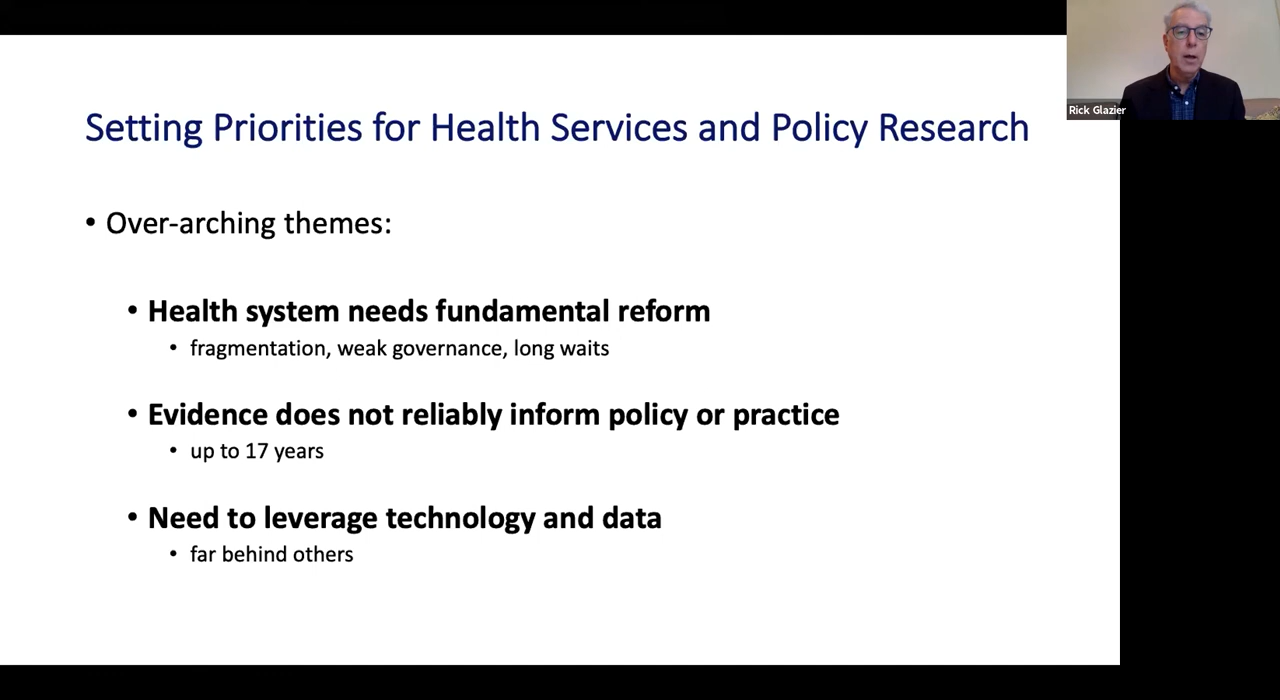 Rick Glazier
Setting Priorities for Health Services and Policy Research
• Over-arching themes:
• Health system needs fundamental reform
• fragmentation, weak governance, long waits
• Evidence does not reliably inform policy or practice
• up to 17 years
• Need to leverage technology and data
• far behind others